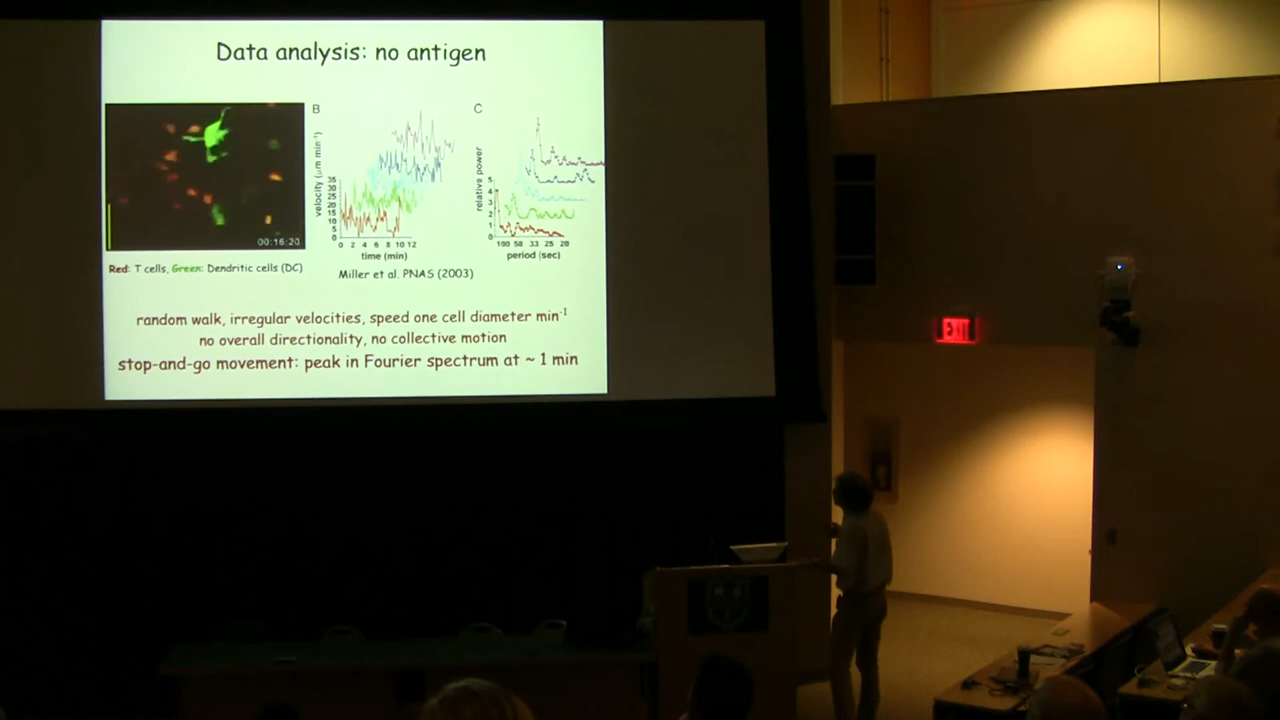 Data analysis: no antigen
B
C
velocity (μm min⁻¹)
35
30
25
20
15
10
5
0
0 2 4 6 8 10 12
time (min)
relative power
5
4
3
2
1
0
100 50 33 25 20
period (sec)
00:16:20
Red: T cells, Green: Dendritic cells (DC)
Miller et al. PNAS (2003)
random walk, irregular velocities, speed one cell diameter min⁻¹
no overall directionality, no collective motion
stop-and-go movement: peak in Fourier spectrum at ~ 1 min
EXIT